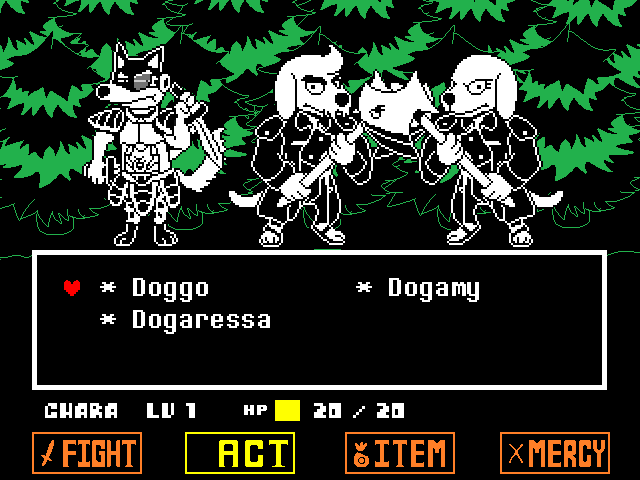 * Doggo * Dogamy
* Dogaressa
CHARA LV 1 HP 20 / 20
FIGHT ACT ITEM MERCY